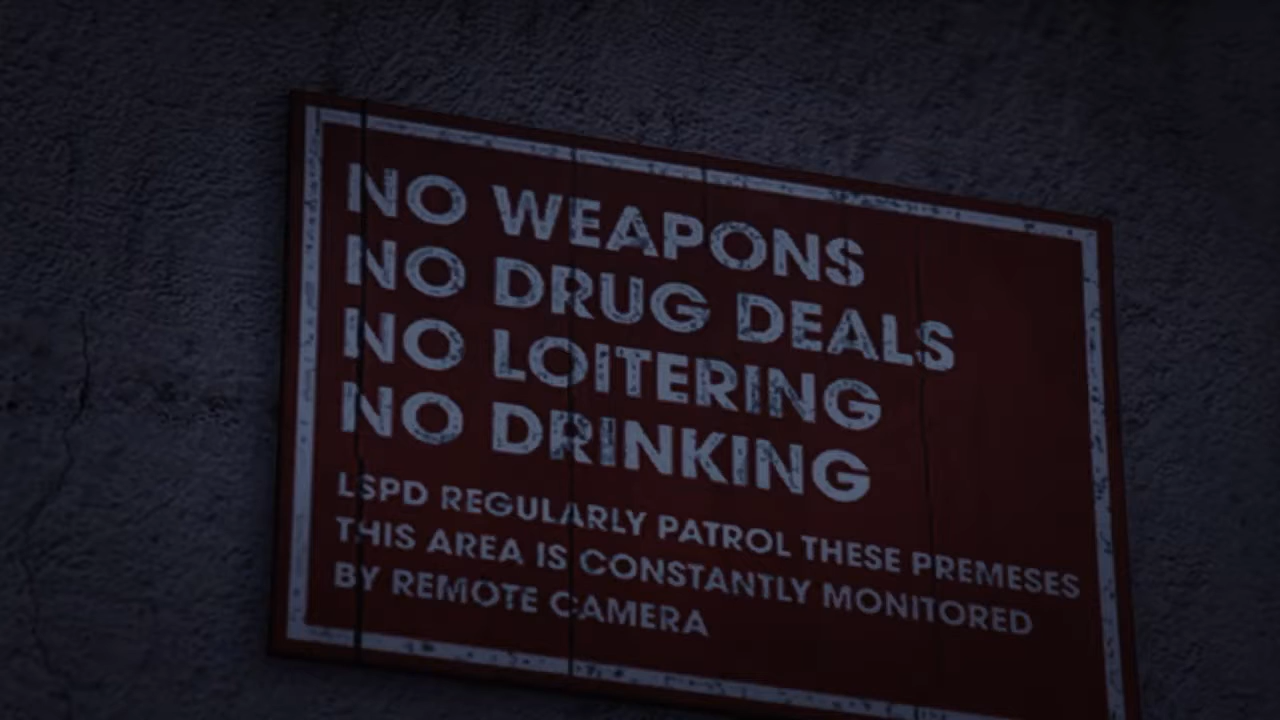 NO WEAPONS
NO DRUG DEALS
NO LOITERING
NO DRINKING
LSPD REGULARLY PATROL THESE PREMESES
THIS AREA IS CONSTANTLY MONITORED
BY REMOTE CAMERA